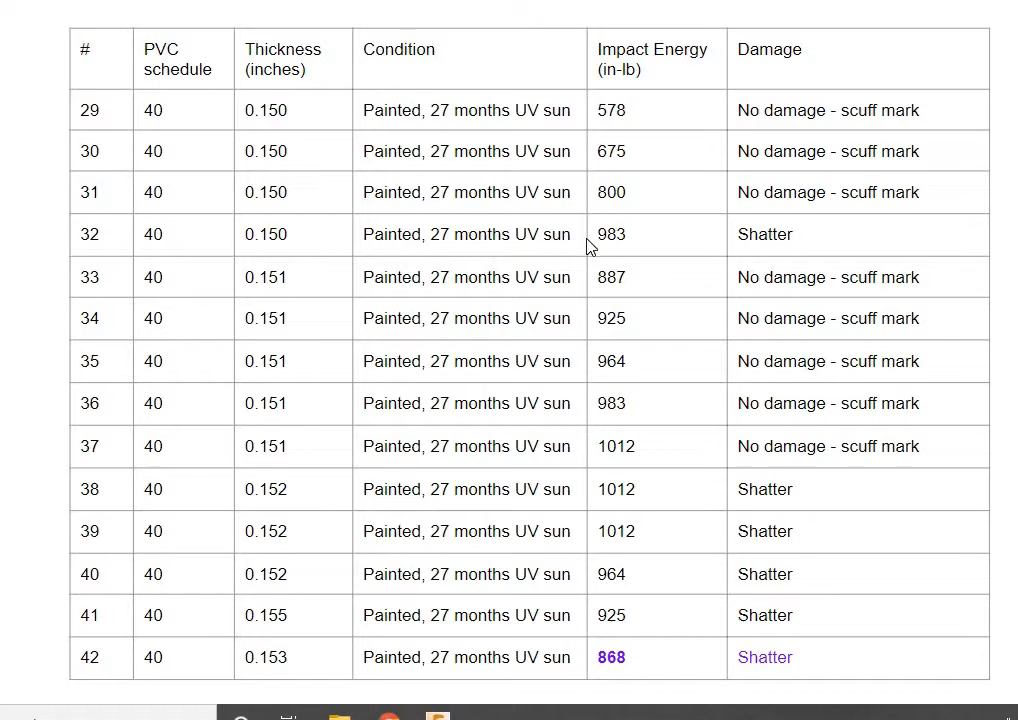 # PVC schedule Thickness (inches) Condition Impact Energy (in-lb) Damage
29 40 0.150 Painted, 27 months UV sun 578 No damage - scuff mark
30 40 0.150 Painted, 27 months UV sun 675 No damage - scuff mark
31 40 0.150 Painted, 27 months UV sun 800 No damage - scuff mark
32 40 0.150 Painted, 27 months UV sun 983 Shatter
33 40 0.151 Painted, 27 months UV sun 887 No damage - scuff mark
34 40 0.151 Painted, 27 months UV sun 925 No damage - scuff mark
35 40 0.151 Painted, 27 months UV sun 964 No damage - scuff mark
36 40 0.151 Painted, 27 months UV sun 983 No damage - scuff mark
37 40 0.151 Painted, 27 months UV sun 1012 No damage - scuff mark
38 40 0.152 Painted, 27 months UV sun 1012 Shatter
39 40 0.152 Painted, 27 months UV sun 1012 Shatter
40 40 0.152 Painted, 27 months UV sun 964 Shatter
41 40 0.155 Painted, 27 months UV sun 925 Shatter
42 40 0.153 Painted, 27 months UV sun 868 Shatter